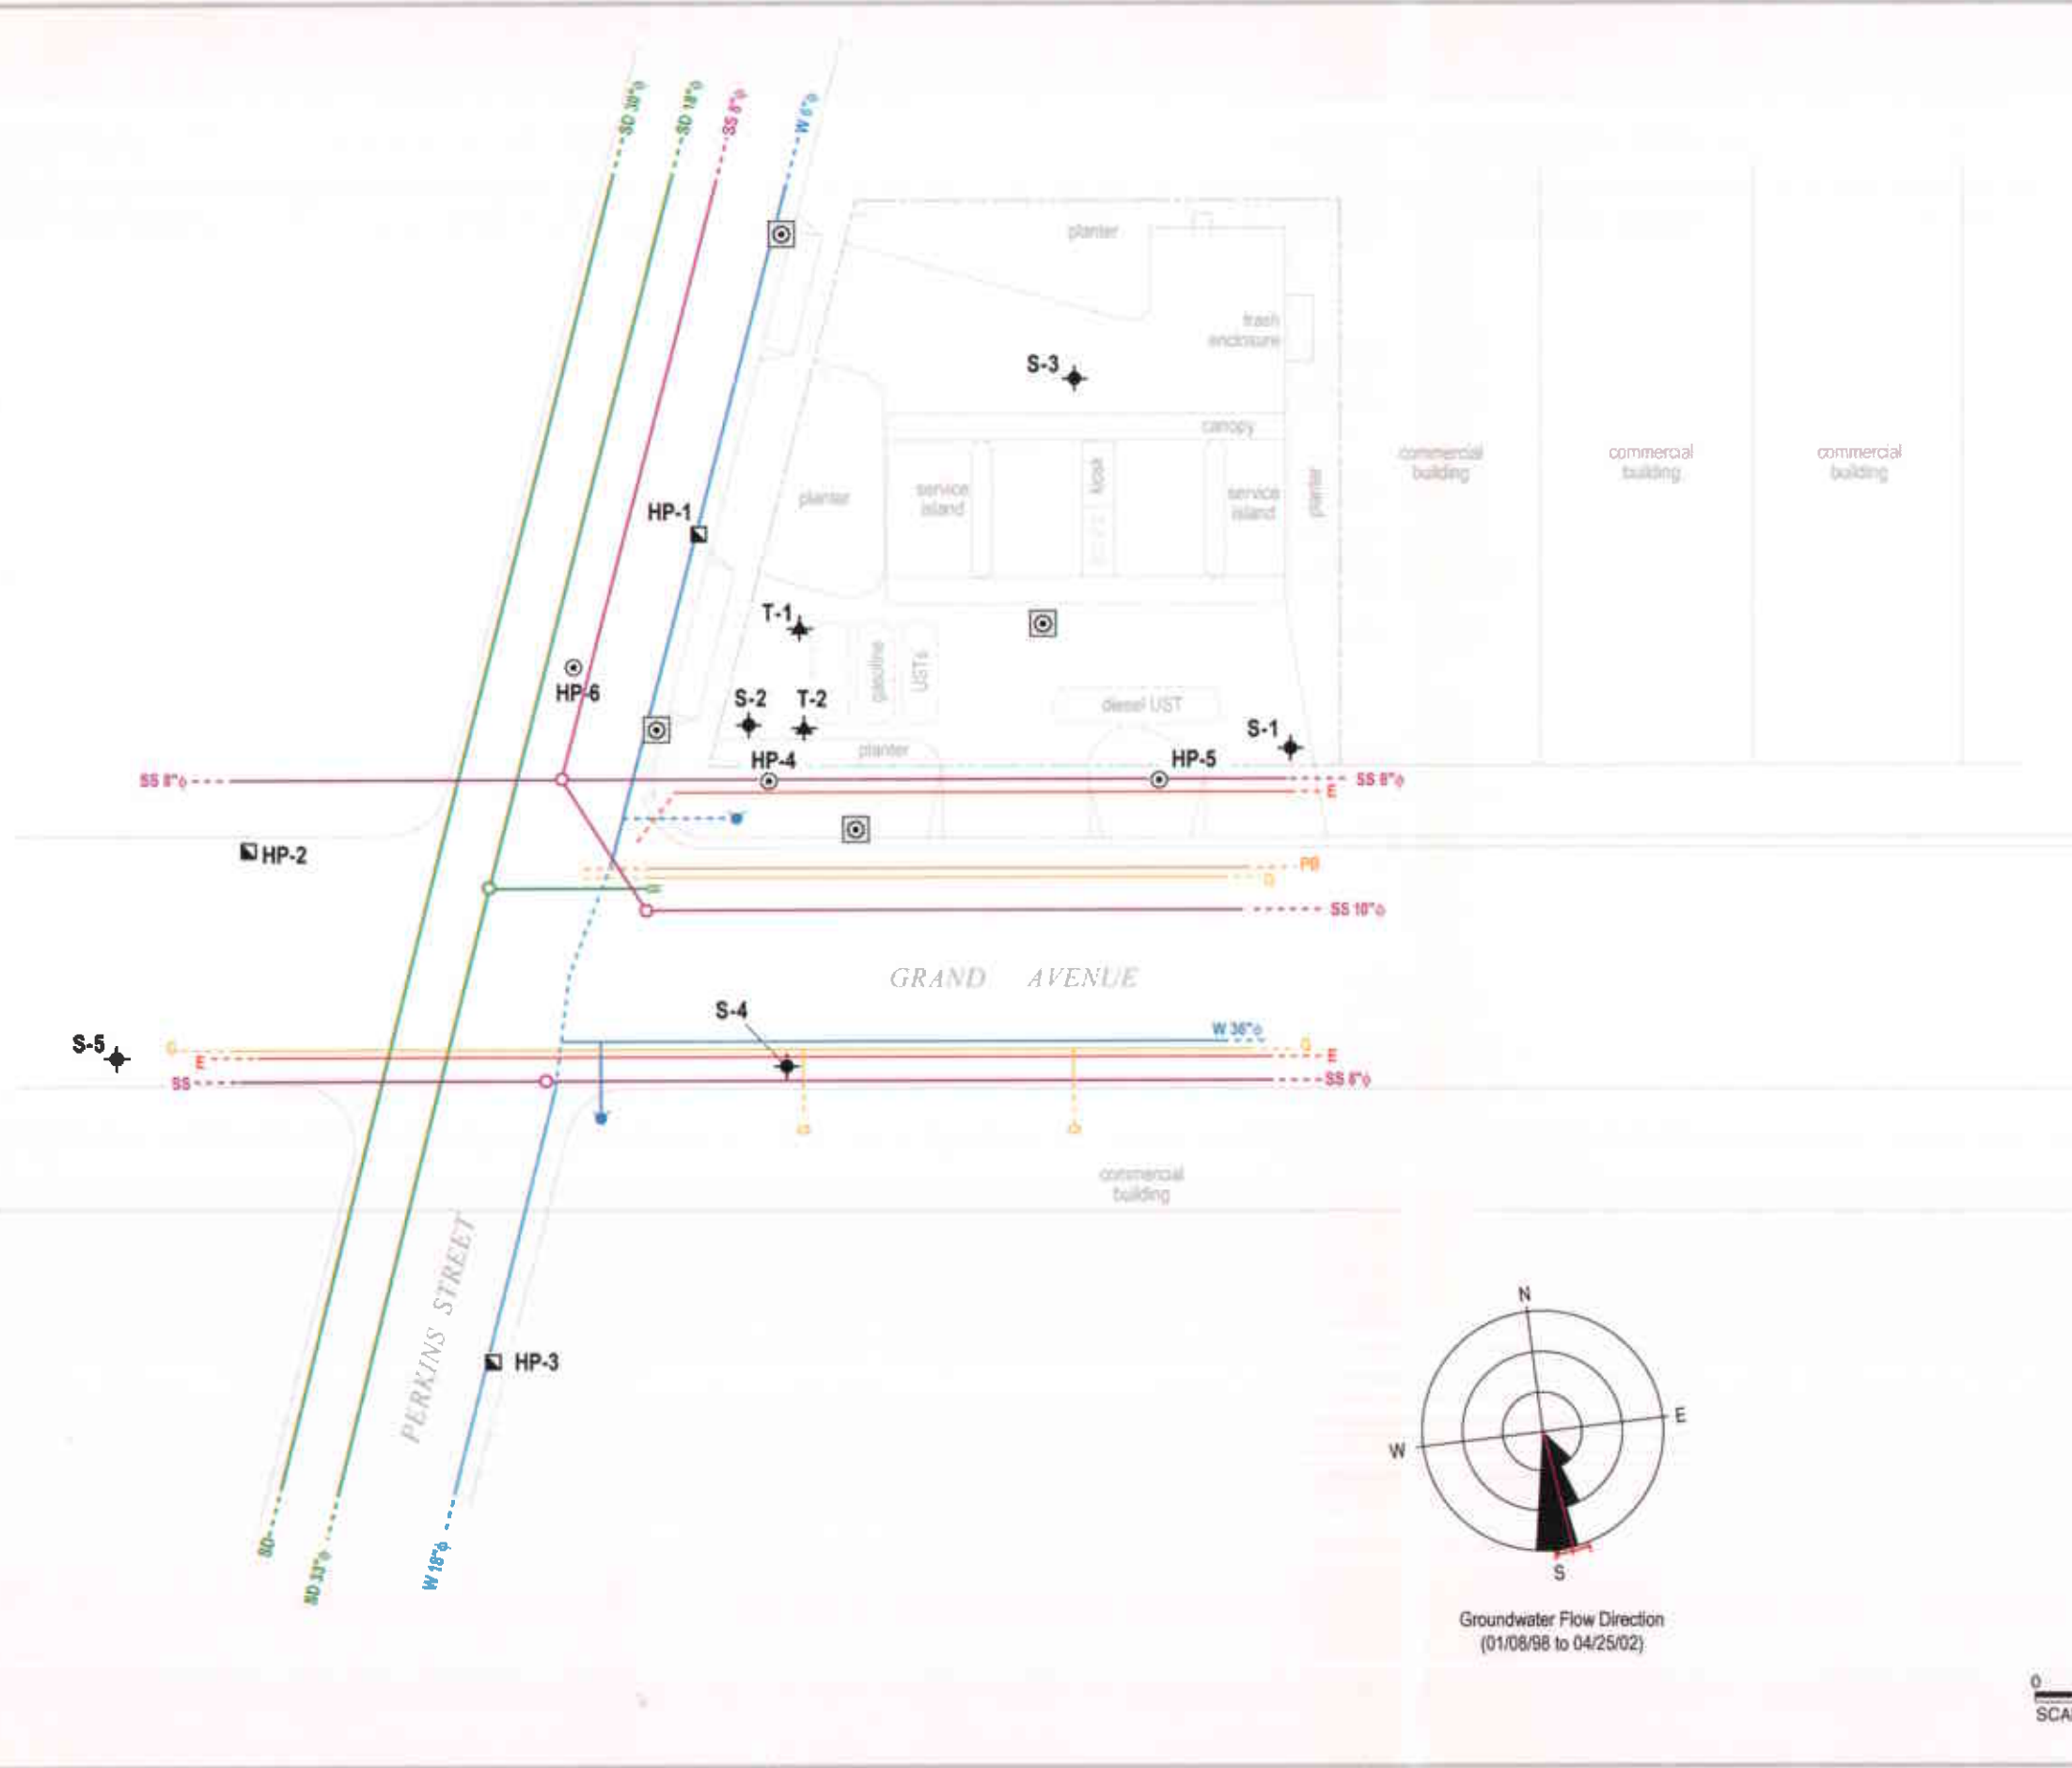 SD 30"ϕ
SD 18"ϕ
SS 8"ϕ
W 6"ϕ
planter
trash
enclosure
S-3
canopy
commercial
building
commercial
building
commercial
building
planter
service
island
kiosk
service
island
planter
HP-1
T-1
gasoline
USTs
HP-6
S-2
T-2
diesel UST
S-1
planter
HP-4
HP-5
SS 8"ϕ
SS 8"ϕ
E
HP-2
PB
G
SS 10"ϕ
GRAND AVENUE
S-4
W 36"ϕ
S-5
G
G
E
E
SS
SS 8"ϕ
commercial
building
PERKINS STREET
HP-3
SD
SD 33"ϕ
W 18"ϕ
N
E
W
S
Groundwater Flow Direction
(01/08/98 to 04/25/02)
0